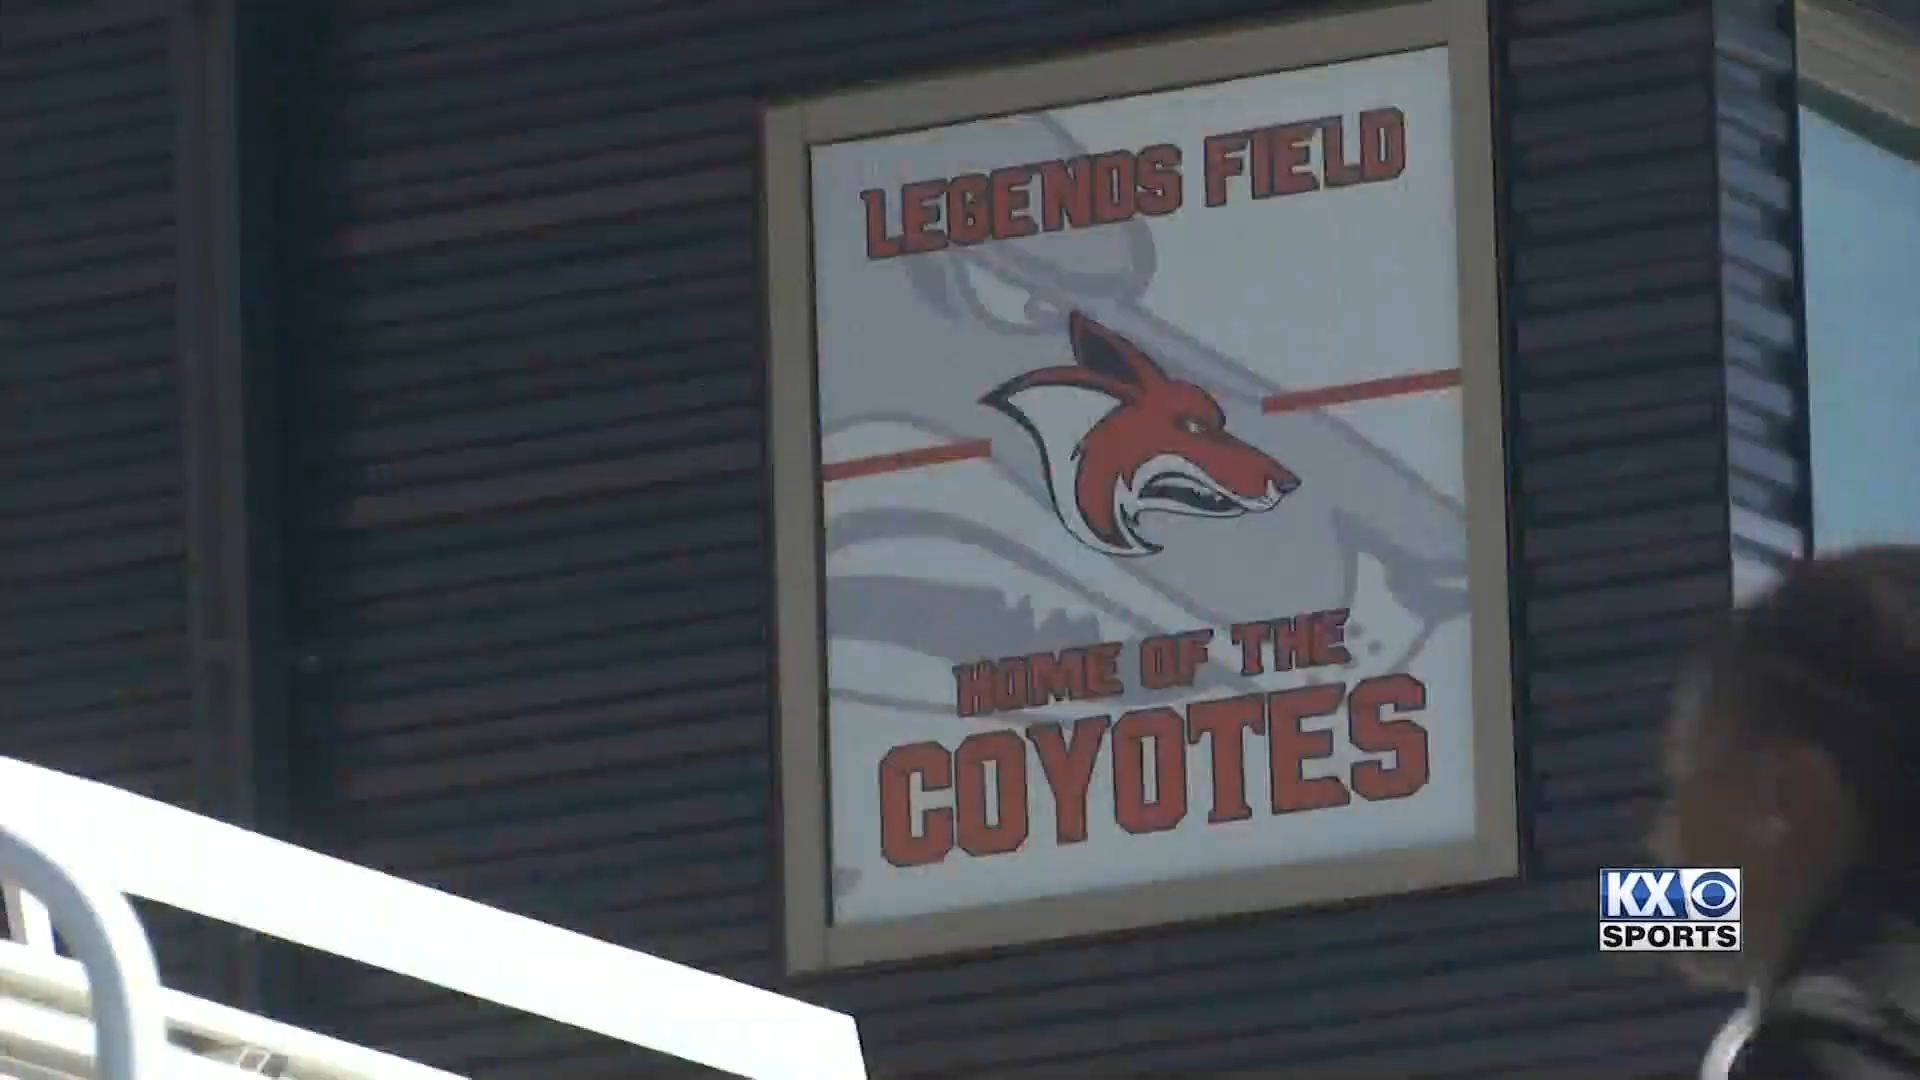 LEGENDS FIELD
HOME OF THE
COYOTES
KX
SPORTS